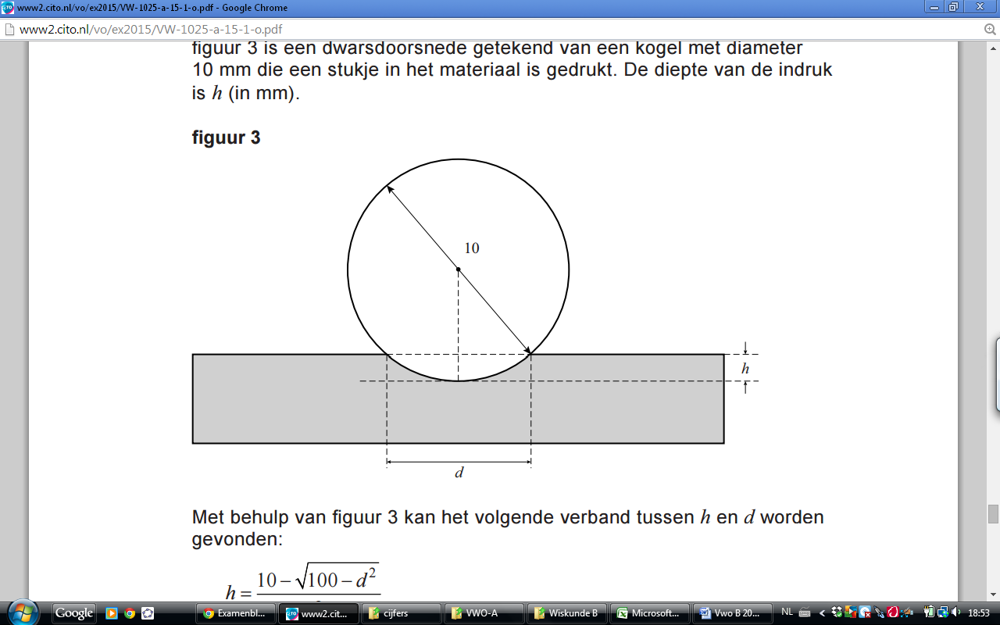 www2.cito.nl/vo/ex2015/VW-1025-a-15-1-o.pdf - Google Chrome
www2.cito.nl/vo/ex2015/VW-1025-a-15-1-o.pdf
figuur 3 is een dwarsdoorsnede getekend van een kogel met diameter
10 mm die een stukje in het materiaal is gedrukt. De diepte van de indruk
is h (in mm).
figuur 3
10
h
d
Met behulp van figuur 3 kan het volgende verband tussen h en d worden
gevonden:
h = 10 − √100 − d²
Google Examenbl... www2.cit... cijfers VWO-A Wiskunde B Microsoft... Vwo B 20... NL 18:53